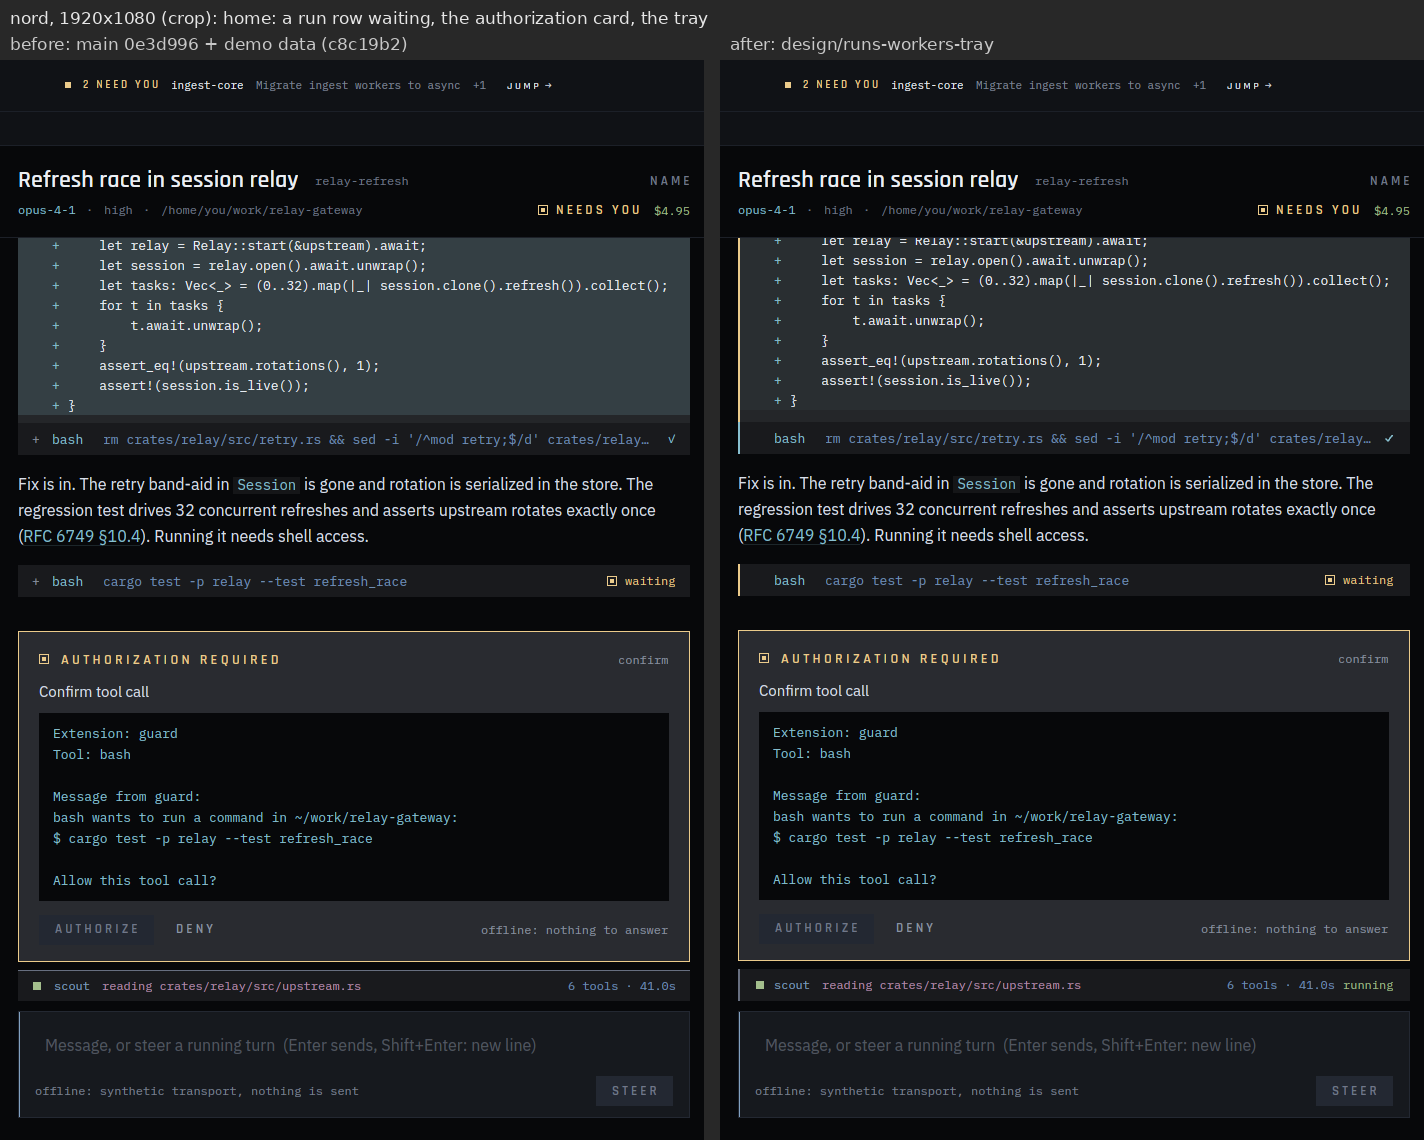 nord, 1920x1080 (crop): home: a run row waiting, the authorization card, the tray
before: main 0e3d996 + demo data (c8c19b2)
2 NEED YOU ingest-core Migrate ingest workers to async +1 JUMP →
Refresh race in session relay relay-refresh NAME
opus-4-1 · high · /home/you/work/relay-gateway NEEDS YOU $4.95
+ let relay = Relay::start(&upstream).await;
+ let session = relay.open().await.unwrap();
+ let tasks: Vec<_> = (0..32).map(|_| session.clone().refresh()).collect();
+ for t in tasks {
+ t.await.unwrap();
+ }
+ assert_eq!(upstream.rotations(), 1);
+ assert!(session.is_live());
+ }
+ bash rm crates/relay/src/retry.rs && sed -i '/^mod retry;$/d' crates/relay… ✓
Fix is in. The retry band-aid in Session is gone and rotation is serialized in the store. The
regression test drives 32 concurrent refreshes and asserts upstream rotates exactly once
(RFC 6749 §10.4). Running it needs shell access.
+ bash cargo test -p relay --test refresh_race waiting
AUTHORIZATION REQUIRED confirm
Confirm tool call
Extension: guard
Tool: bash
Message from guard:
bash wants to run a command in ~/work/relay-gateway:
$ cargo test -p relay --test refresh_race
Allow this tool call?
AUTHORIZE DENY offline: nothing to answer
scout reading crates/relay/src/upstream.rs 6 tools · 41.0s
Message, or steer a running turn (Enter sends, Shift+Enter: new line)
offline: synthetic transport, nothing is sent STEER
after: design/runs-workers-tray
2 NEED YOU ingest-core Migrate ingest workers to async +1 JUMP →
Refresh race in session relay relay-refresh NAME
opus-4-1 · high · /home/you/work/relay-gateway NEEDS YOU $4.95
+ let relay = Relay::start(&upstream).await;
+ let session = relay.open().await.unwrap();
+ let tasks: Vec<_> = (0..32).map(|_| session.clone().refresh()).collect();
+ for t in tasks {
+ t.await.unwrap();
+ }
+ assert_eq!(upstream.rotations(), 1);
+ assert!(session.is_live());
+ }
bash rm crates/relay/src/retry.rs && sed -i '/^mod retry;$/d' crates/relay… ✓
Fix is in. The retry band-aid in Session is gone and rotation is serialized in the store. The
regression test drives 32 concurrent refreshes and asserts upstream rotates exactly once
(RFC 6749 §10.4). Running it needs shell access.
bash cargo test -p relay --test refresh_race waiting
AUTHORIZATION REQUIRED confirm
Confirm tool call
Extension: guard
Tool: bash
Message from guard:
bash wants to run a command in ~/work/relay-gateway:
$ cargo test -p relay --test refresh_race
Allow this tool call?
AUTHORIZE DENY offline: nothing to answer
scout reading crates/relay/src/upstream.rs 6 tools · 41.0s running
Message, or steer a running turn (Enter sends, Shift+Enter: new line)
offline: synthetic transport, nothing is sent STEER